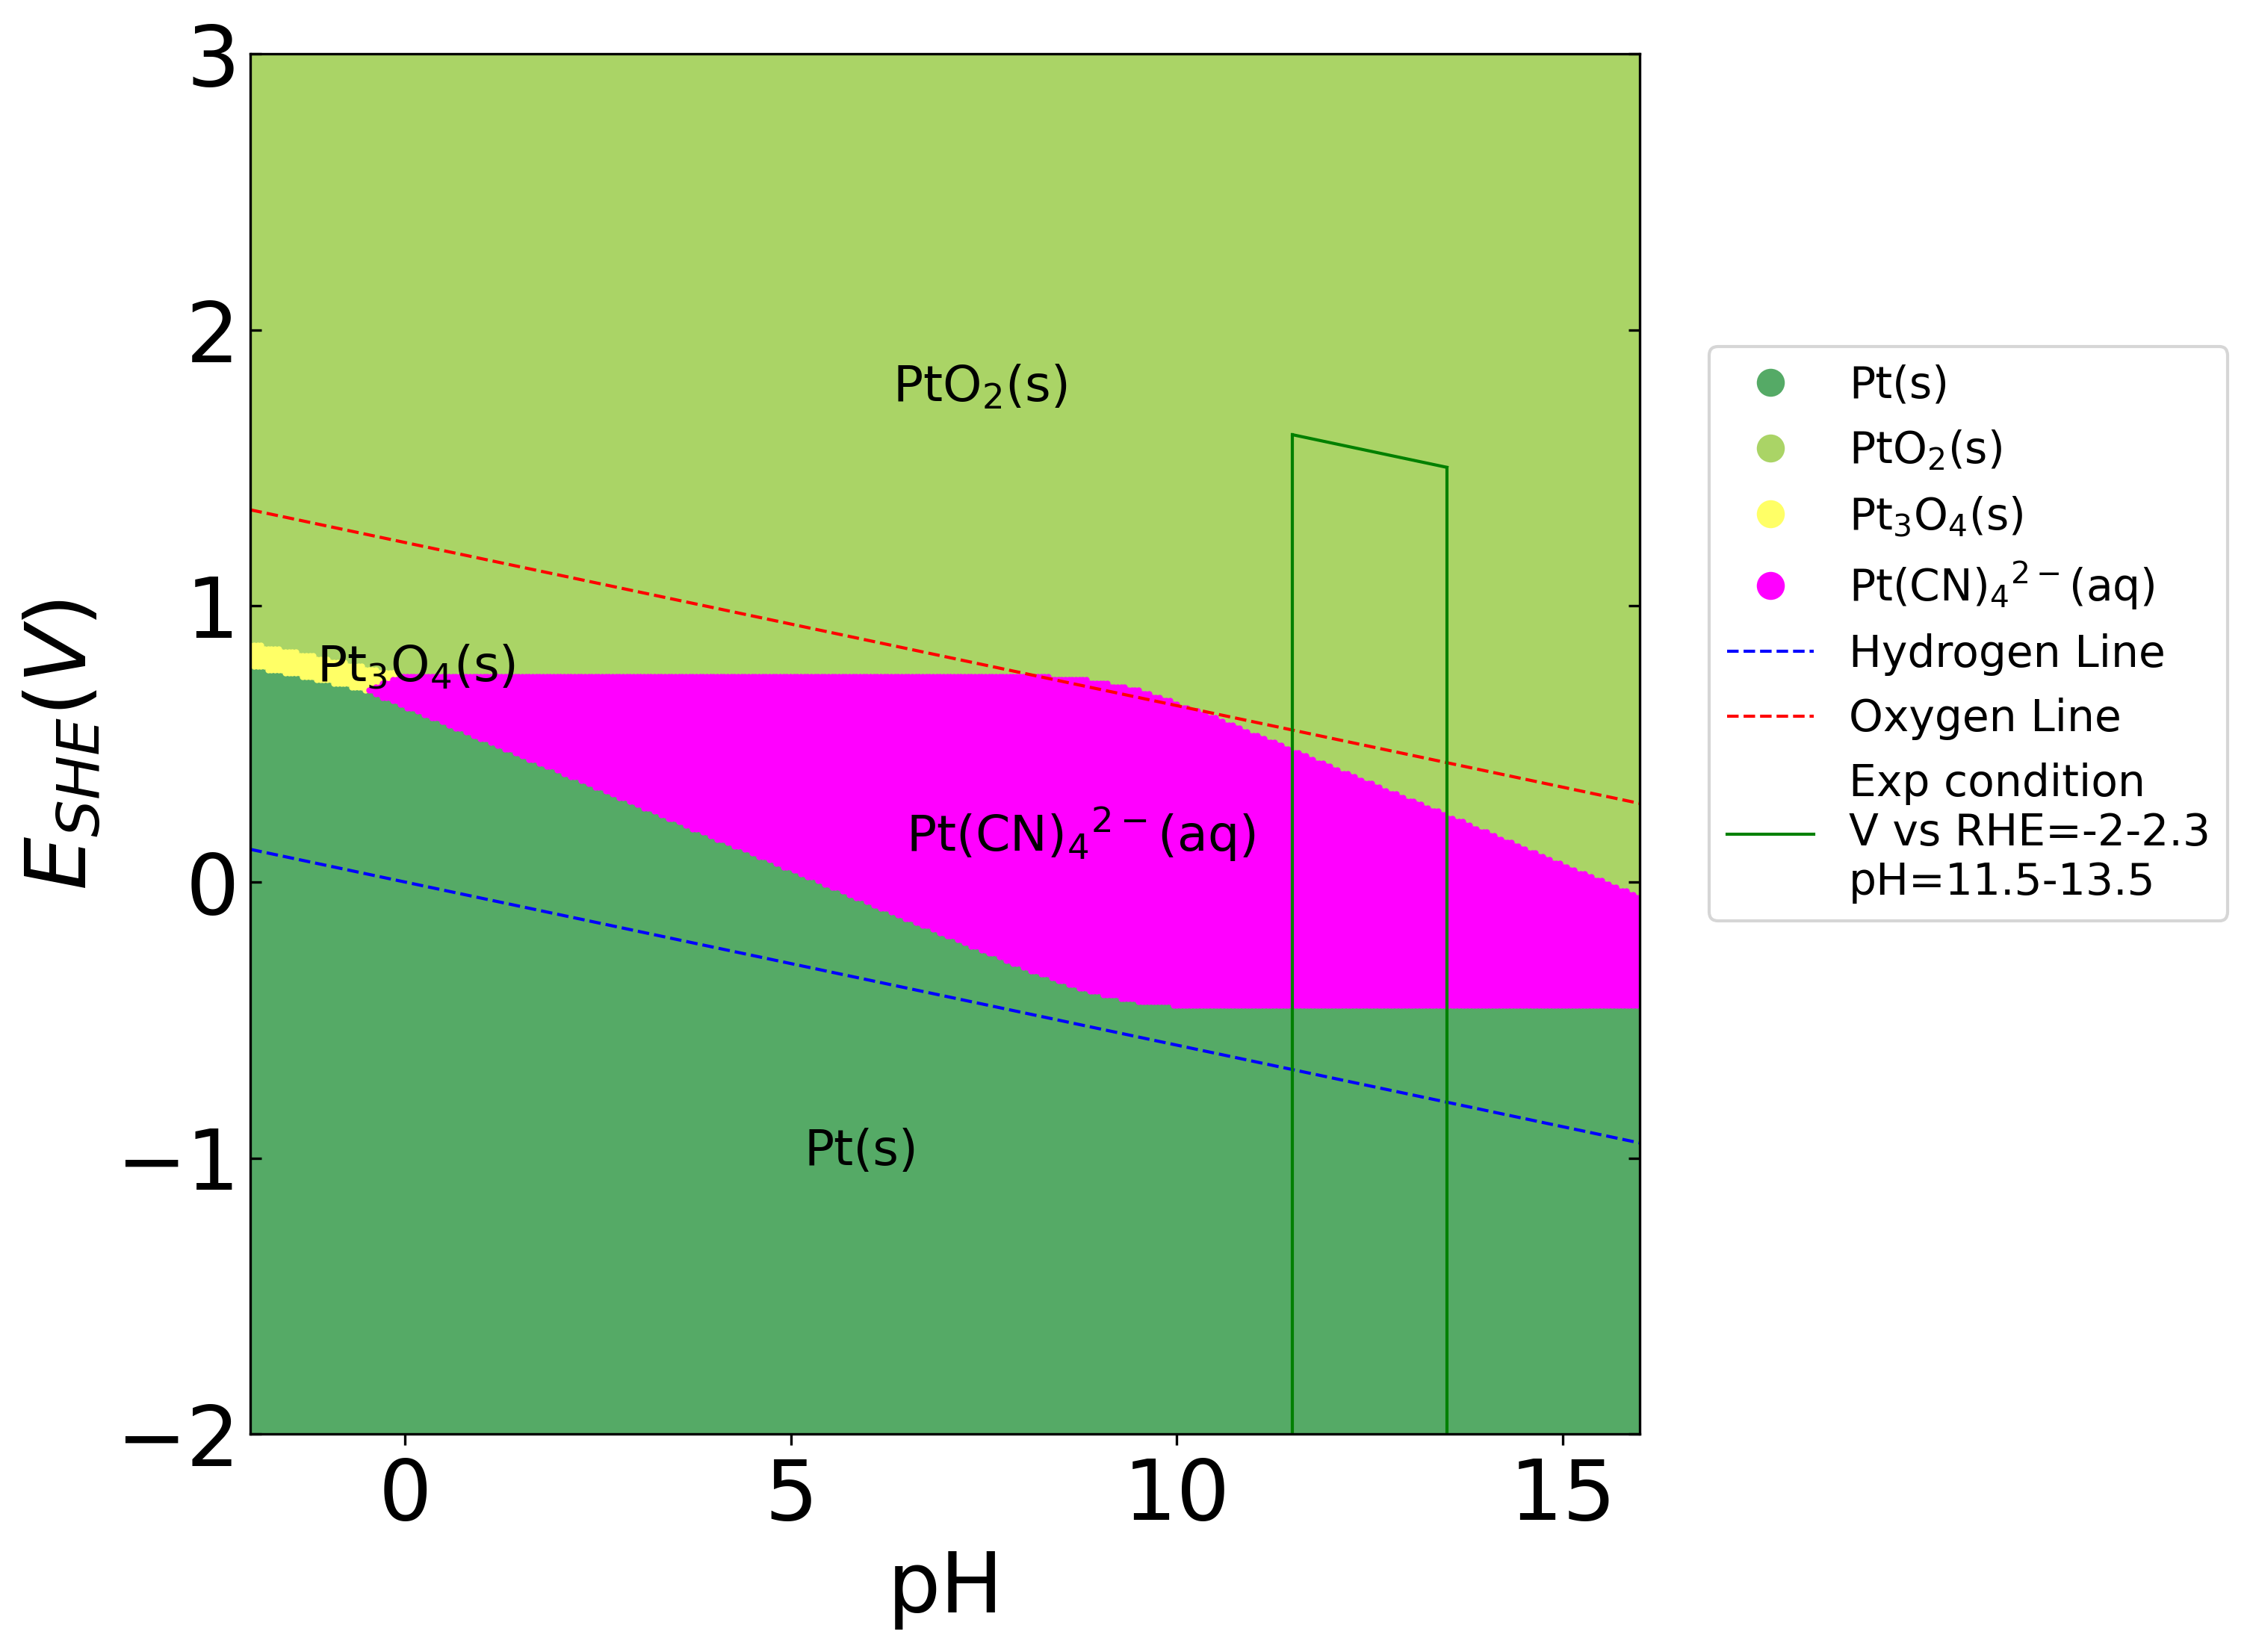 3
2
1
0
−1
−2
E_SHE(V)
0
5
10
15
pH
PtO₂(s)
Pt₃O₄(s)
Pt(CN)₄²⁻(aq)
Pt(s)
Pt(s)
PtO₂(s)
Pt₃O₄(s)
Pt(CN)₄²⁻(aq)
Hydrogen Line
Oxygen Line
Exp condition
V vs RHE=-2-2.3
pH=11.5-13.5